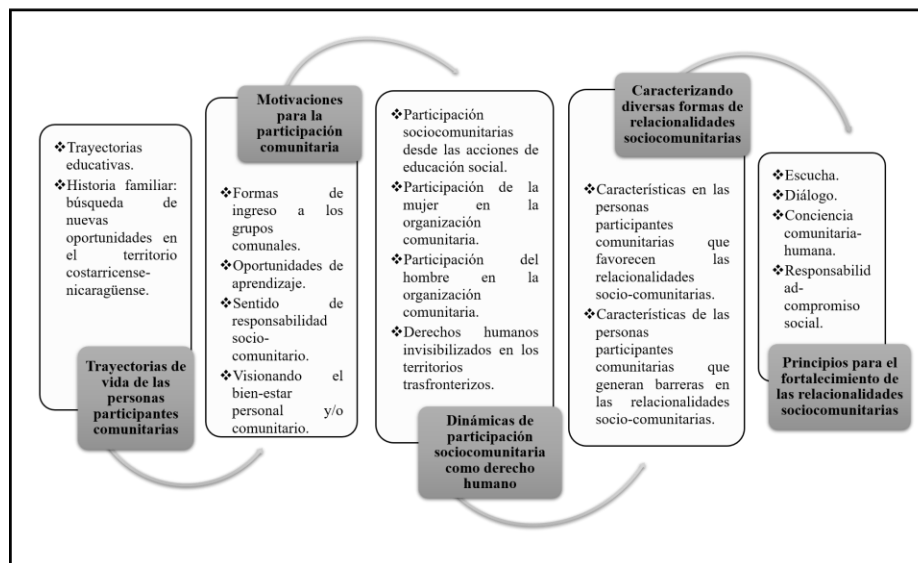 ❖Trayectorias
educativas.
❖Historia familiar:
búsqueda de
nuevas
oportunidades en
el territorio
costarricense-
nicaragüense.
Trayectorias de
vida de las
personas
participantes
comunitarias
Motivaciones
para la
participación
comunitaria
❖Formas de
ingreso a los
grupos
comunales.
❖Oportunidades de
aprendizaje.
❖Sentido de
responsabilidad
socio-
comunitario.
❖Visionando el
bien-estar
personal y/o
comunitario.
❖Participación
sociocomunitarias
desde las acciones de
educación social.
❖Participación de la
mujer en la
organización
comunitaria.
❖Participación del
hombre en la
organización
comunitaria.
❖Derechos humanos
invisibilizados en los
territorios
trasfronterizos.
Dinámicas de
participación
sociocomunitaria
como derecho
humano
Caracterizando
diversas formas de
relacionalidades
sociocomunitarias
❖Características en las
personas
participantes
comunitarias que
favorecen las
relacionalidades
socio-comunitarias.
❖Características de las
personas
participantes
comunitarias que
generan barreras en
las relacionalidades
socio-comunitarias.
❖Escucha.
❖Diálogo.
❖Conciencia
comunitaria-
humana.
❖Responsabilid
ad-
compromiso
social.
Principios para el
fortalecimiento de
las relacionalidades
sociocomunitarias